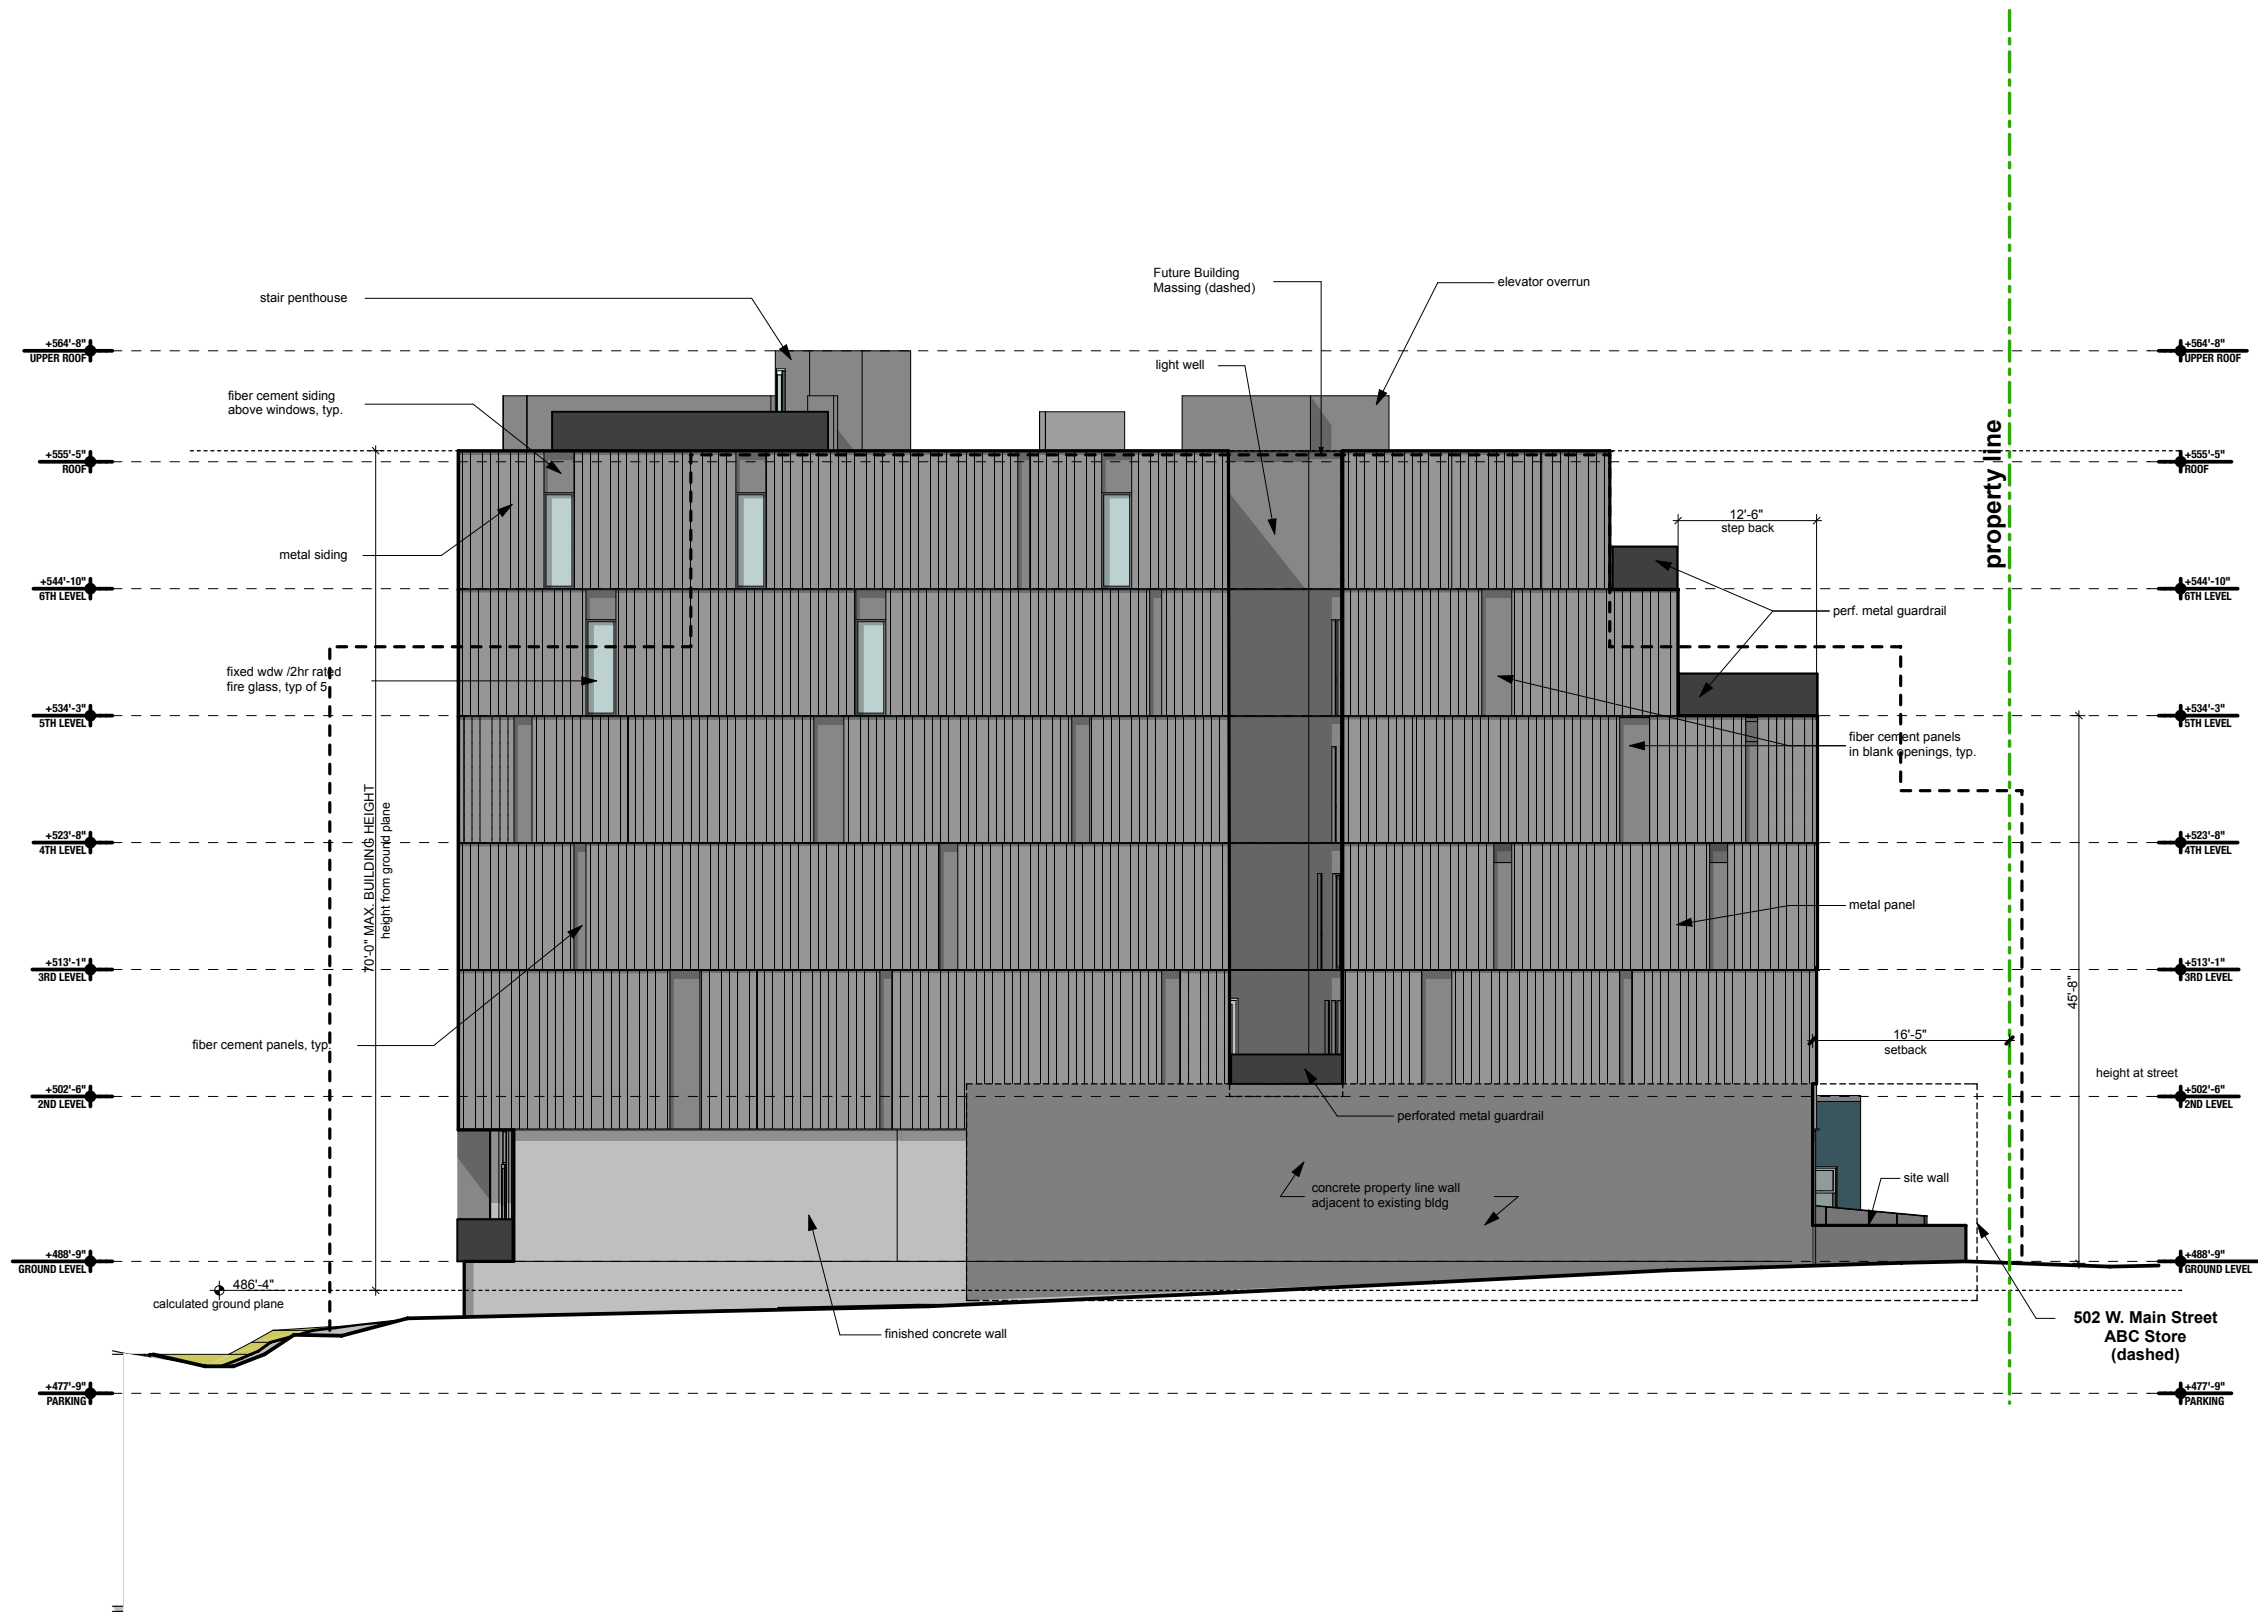 Future Building
Massing (dashed)
elevator overrun
stair penthouse
+564'-8"
UPPER ROOF
+564'-8"
UPPER ROOF
light well
fiber cement siding
above windows, typ.
property line
+555'-5"
ROOF
+555'-5"
ROOF
12'-6"
step back
metal siding
+544'-10"
6TH LEVEL
+544'-10"
6TH LEVEL
perf. metal guardrail
fixed wdw /2hr rated
fire glass, typ of 5
+534'-3"
5TH LEVEL
+534'-3"
5TH LEVEL
fiber cement panels
in blank openings, typ.
70'-0" MAX. BUILDING HEIGHT
height from ground plane
+523'-8"
4TH LEVEL
+523'-8"
4TH LEVEL
metal panel
+513'-1"
3RD LEVEL
+513'-1"
3RD LEVEL
45'-8"
fiber cement panels, typ.
16'-5"
setback
height at street
+502'-6"
2ND LEVEL
+502'-6"
2ND LEVEL
perforated metal guardrail
site wall
concrete property line wall
adjacent to existing bldg
+488'-9"
GROUND LEVEL
+488'-9"
GROUND LEVEL
486'-4"
calculated ground plane
502 W. Main Street
ABC Store
(dashed)
finished concrete wall
+477'-9"
PARKING
+477'-9"
PARKING